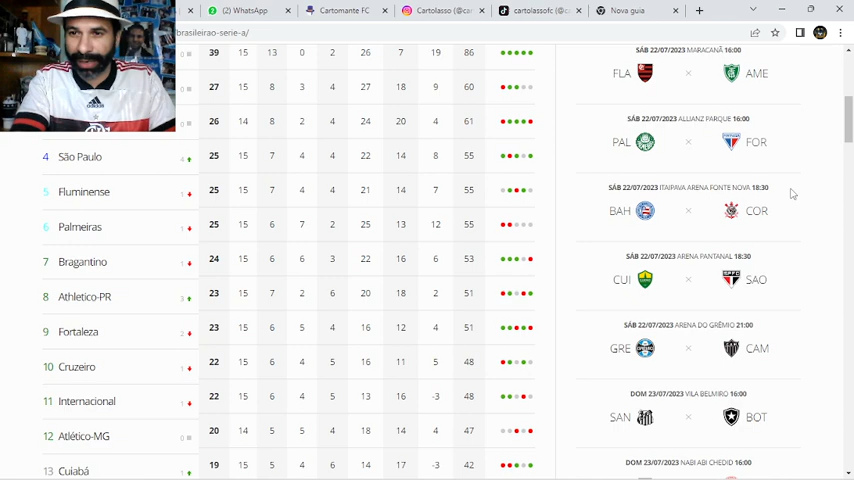 (2) WhatsApp × Cartomante FC × Cartolasso (@ca × cartolassofc (@c × Nova guia ×
brasileirao-serie-a/
39 15 13 0 2 26 7 19 86
27 15 8 3 4 27 18 9 60
26 14 8 2 4 24 20 4 61
4 São Paulo 4 25 15 7 4 4 22 14 8 55
5 Fluminense 1 25 15 7 4 4 21 14 7 55
6 Palmeiras 1 25 15 6 7 2 25 13 12 55
7 Bragantino 1 24 15 6 6 3 22 16 6 53
8 Athletico-PR 3 23 15 7 2 6 20 18 2 51
9 Fortaleza 2 23 15 6 5 4 16 12 4 51
10 Cruzeiro 1 22 15 6 4 5 16 11 5 48
11 Internacional 1 22 15 6 4 5 13 16 -3 48
12 Atlético-MG 0 20 14 5 5 4 18 14 4 47
13 Cuiabá 1 19 15 5 4 6 14 17 -3 42
SÁB 22/07/2023 MARACANÃ 16:00
FLA × AME
SÁB 22/07/2023 ALLIANZ PARQUE 16:00
PAL × FOR
SÁB 22/07/2023 ITAIPAVA ARENA FONTE NOVA 18:30
BAH × COR
SÁB 22/07/2023 ARENA PANTANAL 18:30
CUI × SAO
SÁB 22/07/2023 ARENA DO GRÊMIO 21:00
GRE × CAM
DOM 23/07/2023 VILA BELMIRO 16:00
SAN × BOT
DOM 23/07/2023 NABI ABI CHEDID 16:00